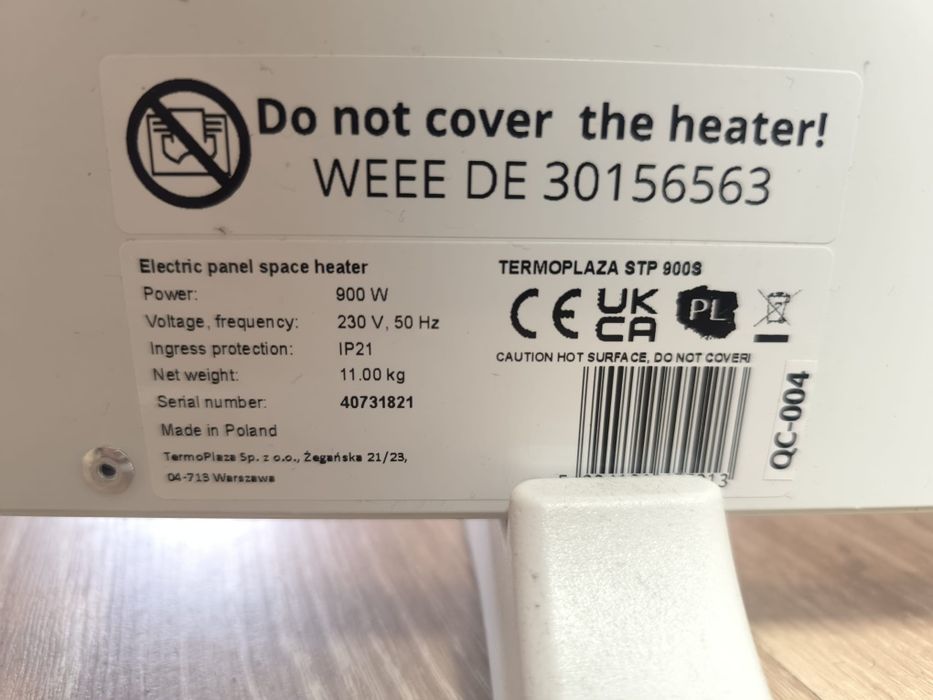 Do not cover the heater!
WEEE DE 30156563
Electric panel space heater
Power: 900 W
Voltage, frequency: 230 V, 50 Hz
Ingress protection: IP21
Net weight: 11.00 kg
Serial number: 40731821
Made in Poland
TermoPlaza Sp. z o.o., Żegańska 21/23,
04-713 Warszawa
TERMOPLAZA STP 900S
CE UK CA PL
CAUTION HOT SURFACE, DO NOT COVER!
QC-004